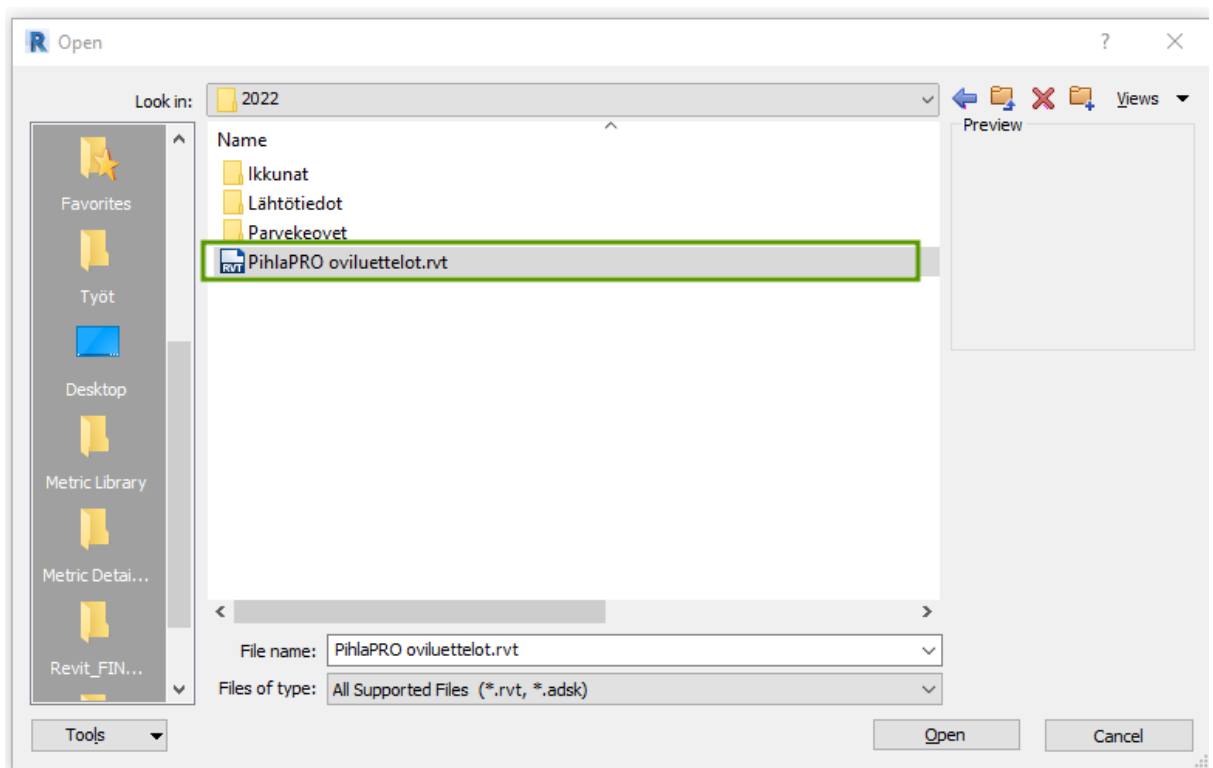 R Open ?
Look in: 2022 Views
Preview
Name
Ikkunat
Lähtötiedot
Parvekeovet
RVT PihlaPRO oviluettelot.rvt
Favorites
Työt
Desktop
Metric Library
Metric Detai...
Revit_FIN...
File name: PihlaPRO oviluettelot.rvt
Files of type: All Supported Files (*.rvt, *.adsk)
Tools Open Cancel